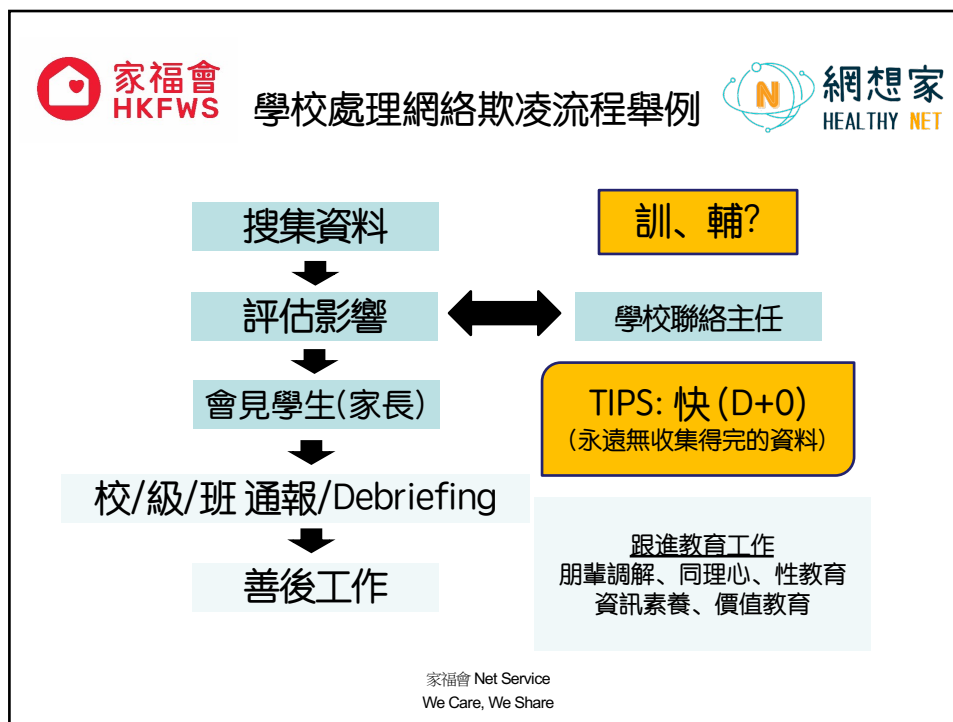 家福會
HKFWS
學校處理網絡欺凌流程舉例
N
網想家
HEALTHY NET
搜集資料
訓、輔?
評估影響
學校聯絡主任
會見學生(家長)
TIPS: 快 (D+0)
(永遠無收集得完的資料)
校/級/班 通報/Debriefing
善後工作
跟進教育工作
朋輩調解、同理心、性教育
資訊素養、價值教育
家福會 Net Service
We Care, We Share